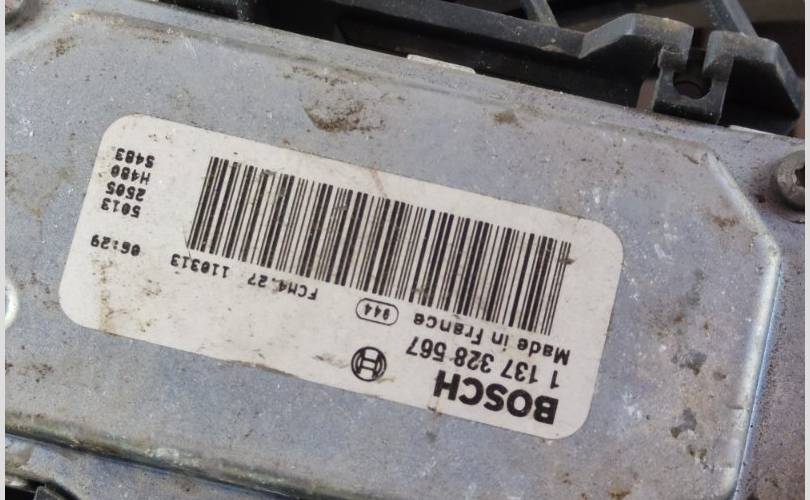 BOSCH
1 137 328 567
Made in France 944
FCM4.27 110313
06:29
5013
2505
H480
5483